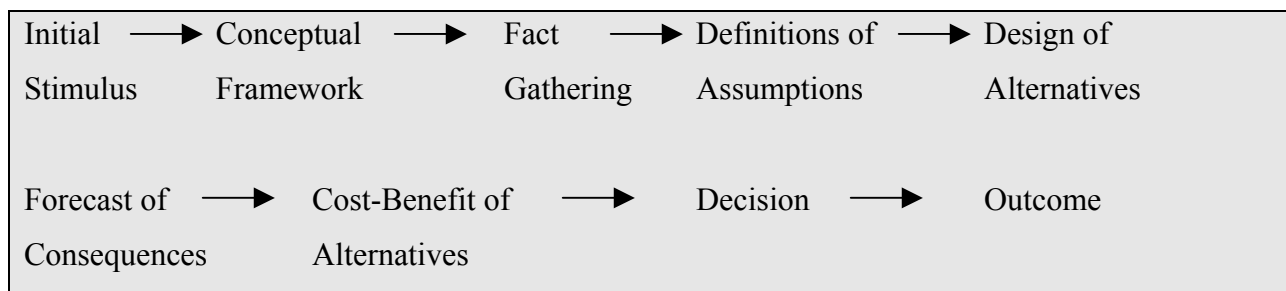 Initial Conceptual Fact Definitions of Design of
Stimulus Framework Gathering Assumptions Alternatives
Forecast of Cost-Benefit of Decision Outcome
Consequences Alternatives